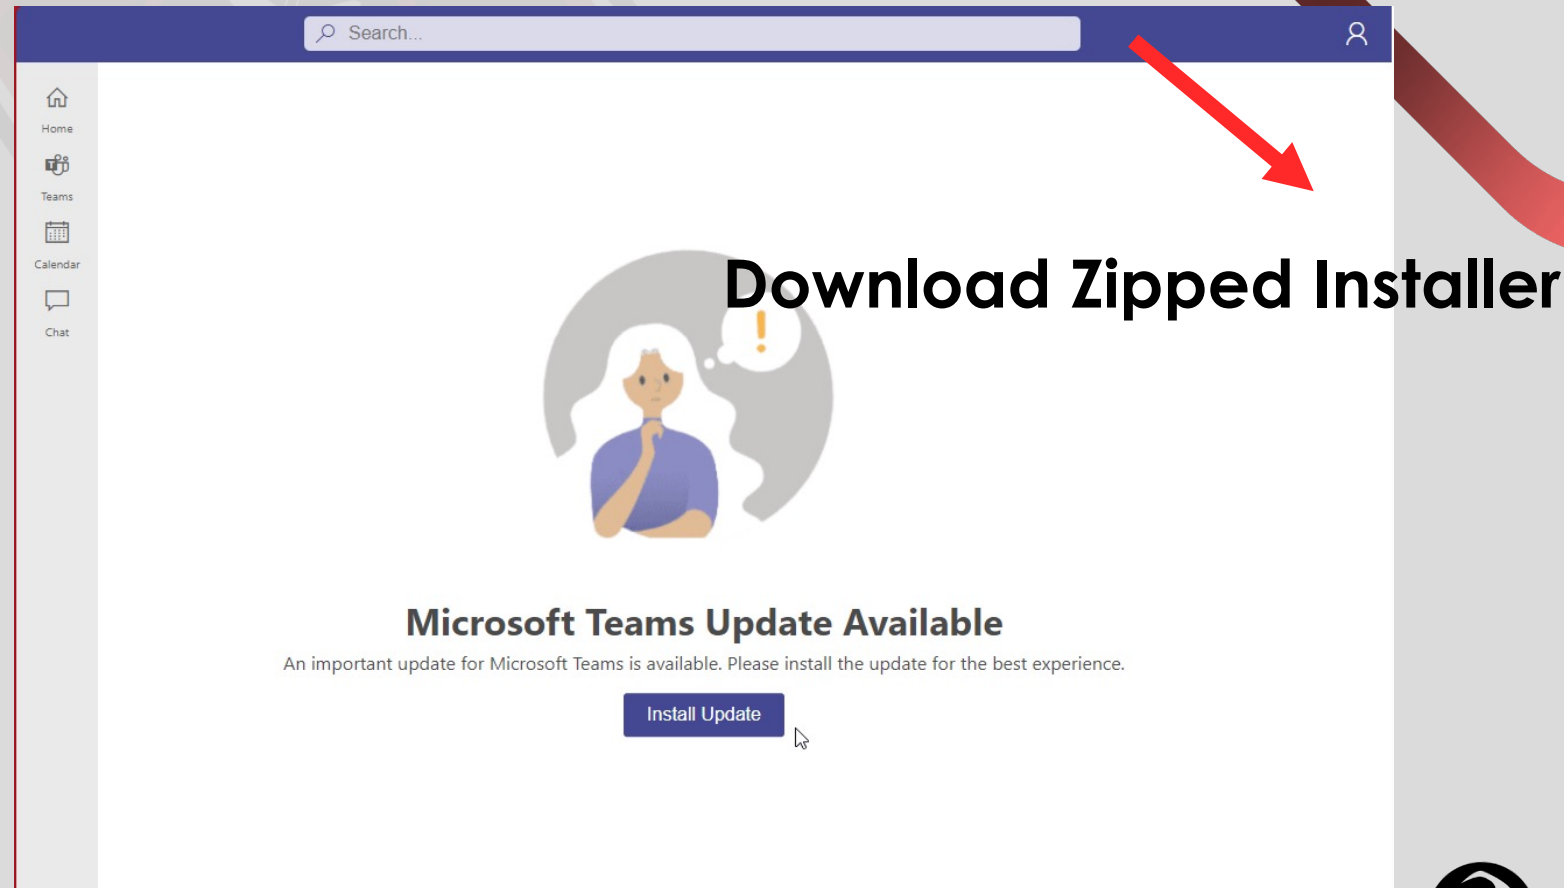 Search...
Home
Teams
Calendar
Chat
Download Zipped Installer
!
Microsoft Teams Update Available
An important update for Microsoft Teams is available. Please install the update for the best experience.
Install Update